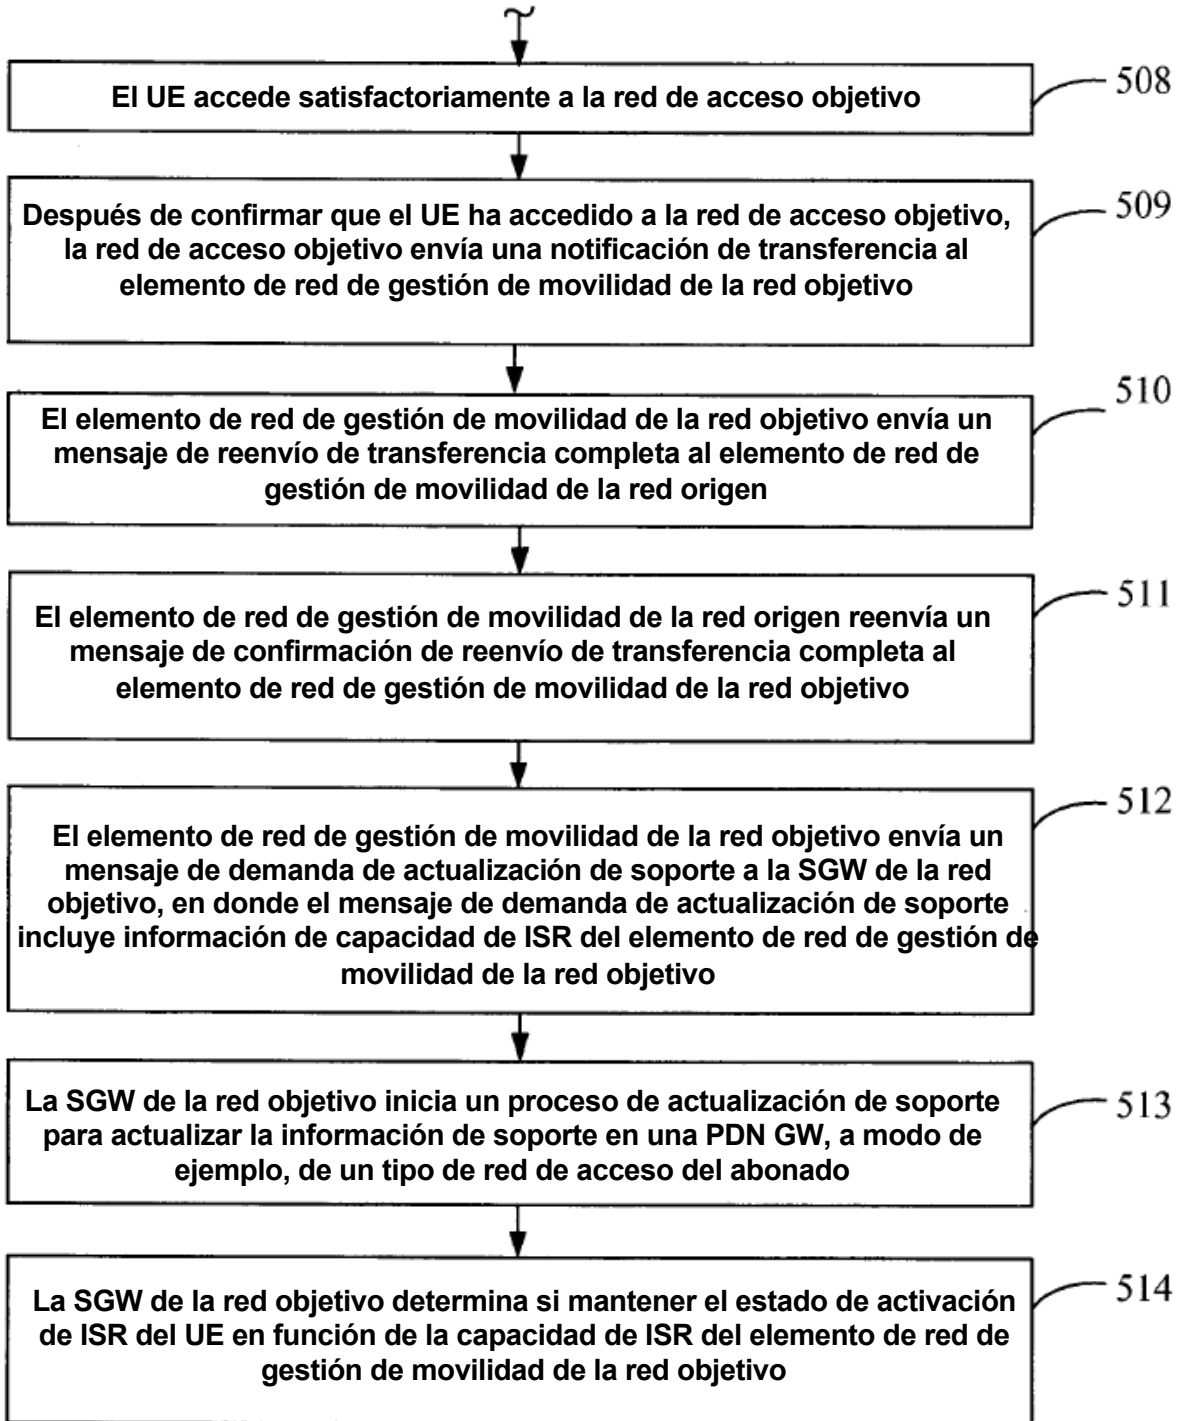 El UE accede satisfactoriamente a la red de acceso objetivo
508
Después de confirmar que el UE ha accedido a la red de acceso objetivo,
la red de acceso objetivo envía una notificación de transferencia al
elemento de red de gestión de movilidad de la red objetivo
509
El elemento de red de gestión de movilidad de la red objetivo envía un
mensaje de reenvío de transferencia completa al elemento de red de
gestión de movilidad de la red origen
510
El elemento de red de gestión de movilidad de la red origen reenvía un
mensaje de confirmación de reenvío de transferencia completa al
elemento de red de gestión de movilidad de la red objetivo
511
El elemento de red de gestión de movilidad de la red objetivo envía un
mensaje de demanda de actualización de soporte a la SGW de la red
objetivo, en donde el mensaje de demanda de actualización de soporte
incluye información de capacidad de ISR del elemento de red de gestión de
movilidad de la red objetivo
512
La SGW de la red objetivo inicia un proceso de actualización de soporte
para actualizar la información de soporte en una PDN GW, a modo de
ejemplo, de un tipo de red de acceso del abonado
513
La SGW de la red objetivo determina si mantener el estado de activación
de ISR del UE en función de la capacidad de ISR del elemento de red de
gestión de movilidad de la red objetivo
514